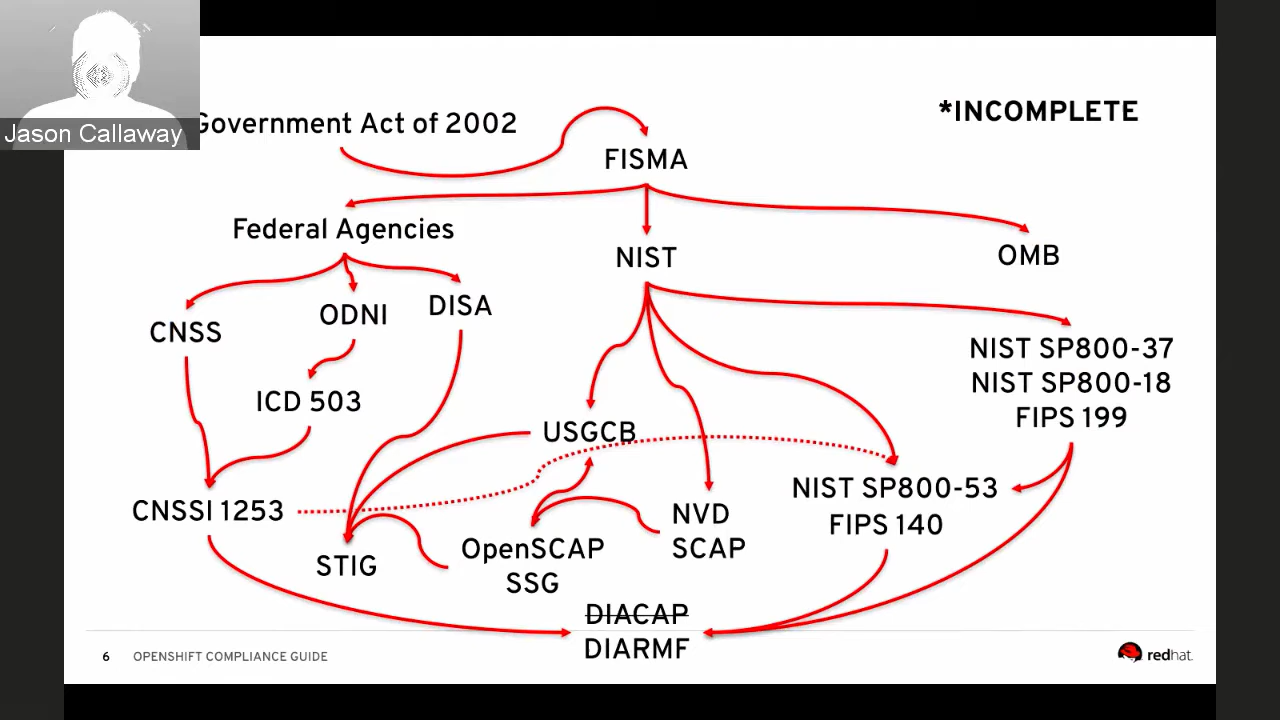 Jason Callaway
Government Act of 2002
*INCOMPLETE
FISMA
Federal Agencies
NIST
OMB
CNSS
ODNI
DISA
NIST SP800-37
NIST SP800-18
FIPS 199
ICD 503
USGCB
CNSSI 1253
NIST SP800-53
FIPS 140
NVD
SCAP
STIG
OpenSCAP
SSG
DIACAP
DIARMF
6 OPENSHIFT COMPLIANCE GUIDE
redhat.